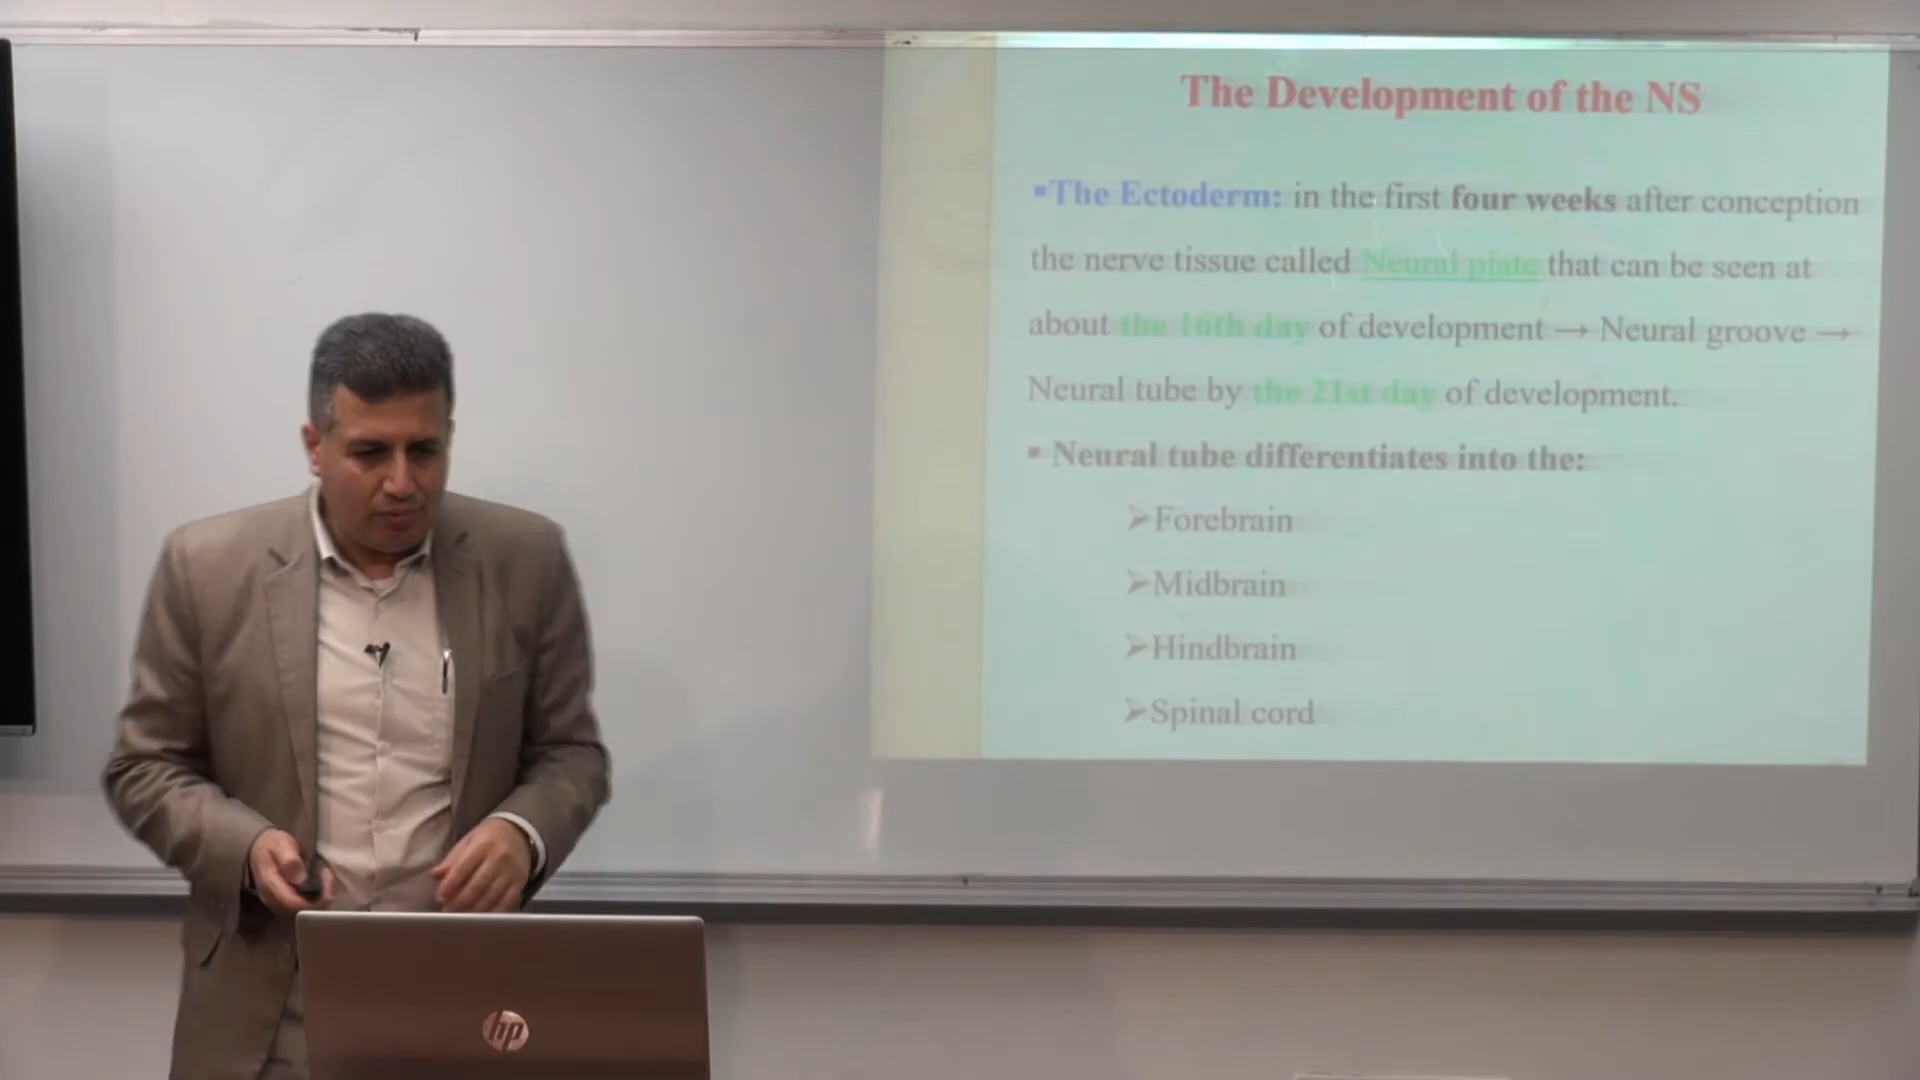 The Development of the NS
▪The Ectoderm: in the first four weeks after conception
the nerve tissue called Neural plate that can be seen at
about the 16th day of development → Neural groove →
Neural tube by the 21st day of development.
▪ Neural tube differentiates into the:
➢Forebrain
➢Midbrain
➢Hindbrain
➢Spinal cord
hp